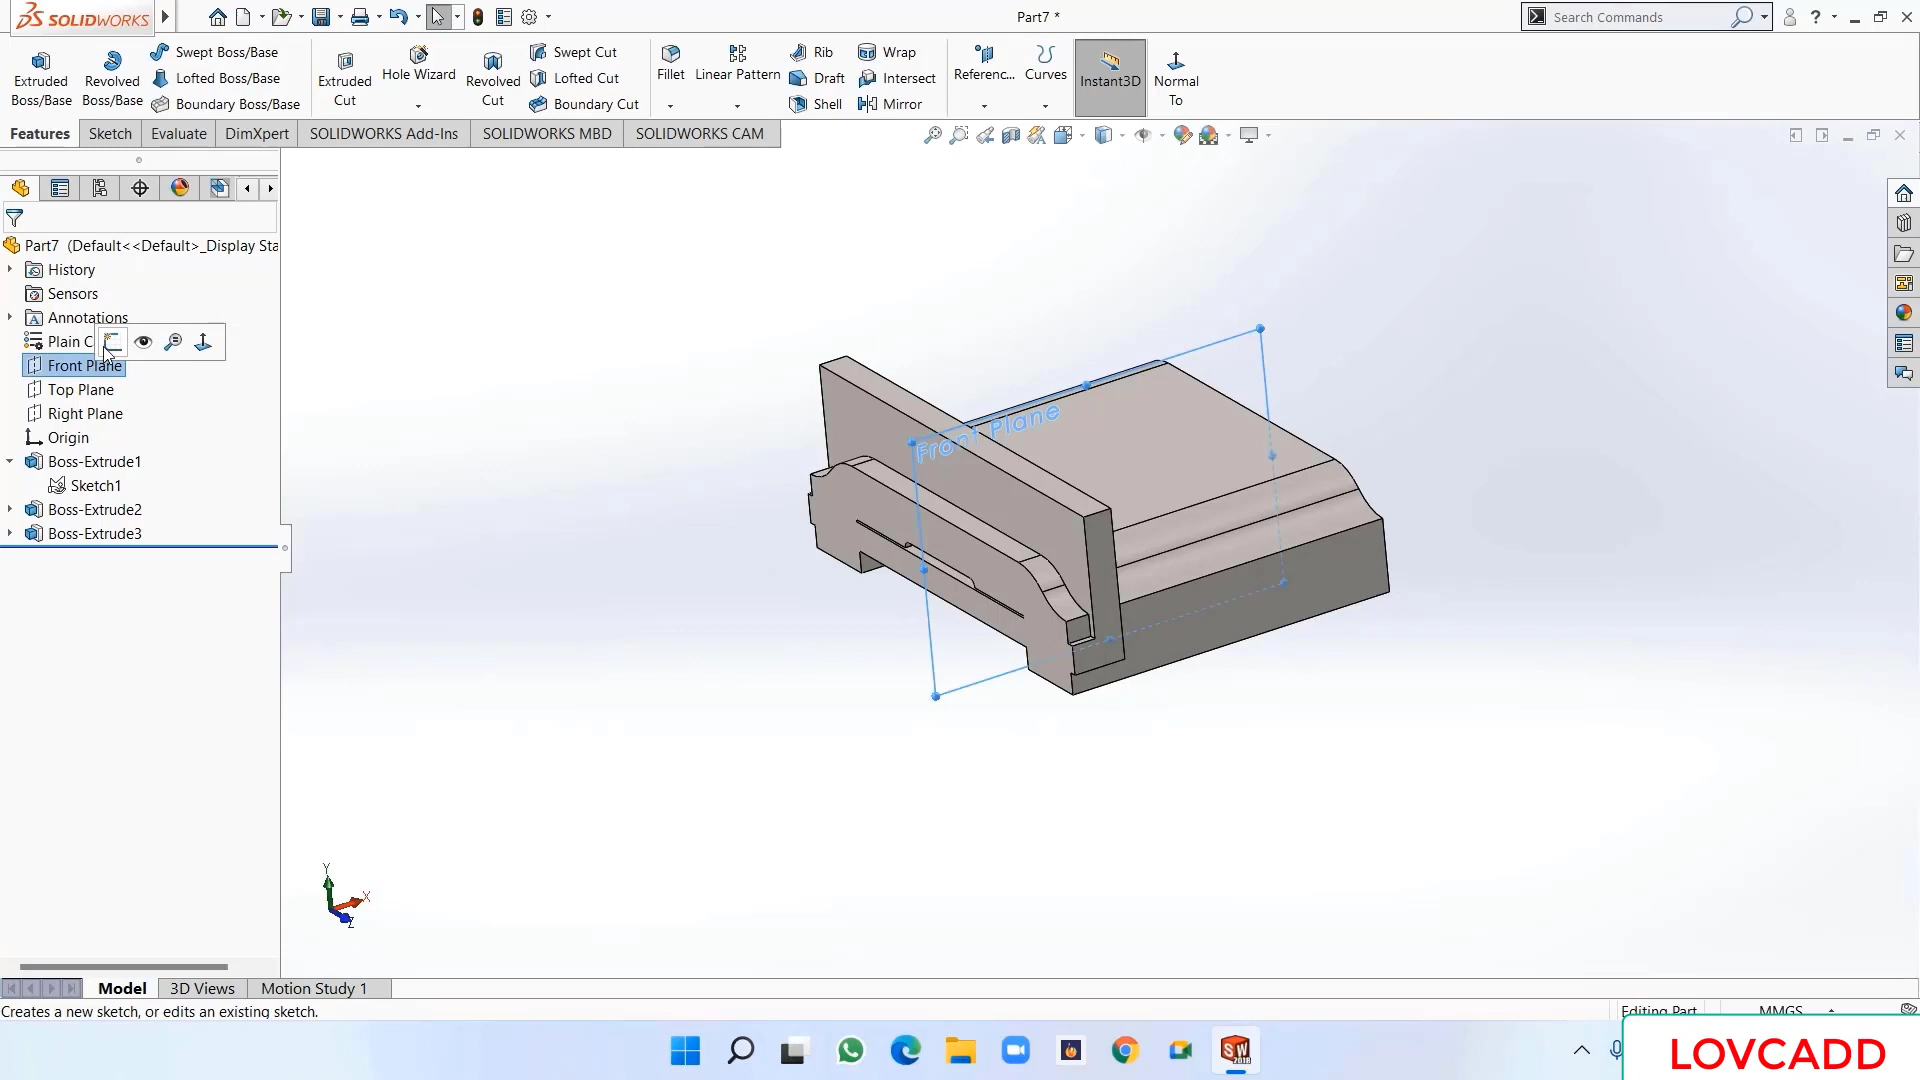 SOLIDWORKS
Part7 *
Search Commands
Extruded Boss/Base
Revolved Boss/Base
Swept Boss/Base
Lofted Boss/Base
Boundary Boss/Base
Extruded Cut
Hole Wizard
Revolved Cut
Swept Cut
Lofted Cut
Boundary Cut
Fillet
Linear Pattern
Rib
Draft
Shell
Wrap
Intersect
Mirror
Referenc...
Curves
Instant3D
Normal To
Features
Sketch
Evaluate
DimXpert
SOLIDWORKS Add-Ins
SOLIDWORKS MBD
SOLIDWORKS CAM
Part7 (Default<<Default>_Display Sta
History
Sensors
Annotations
Plain C
Front Plane
Top Plane
Right Plane
Origin
Boss-Extrude1
Sketch1
Boss-Extrude2
Boss-Extrude3
Front Plane
Y
X
Z
Model
3D Views
Motion Study 1
Creates a new sketch, or edits an existing sketch.
Editing Part
MMGS
SW
2018
LOVCADD